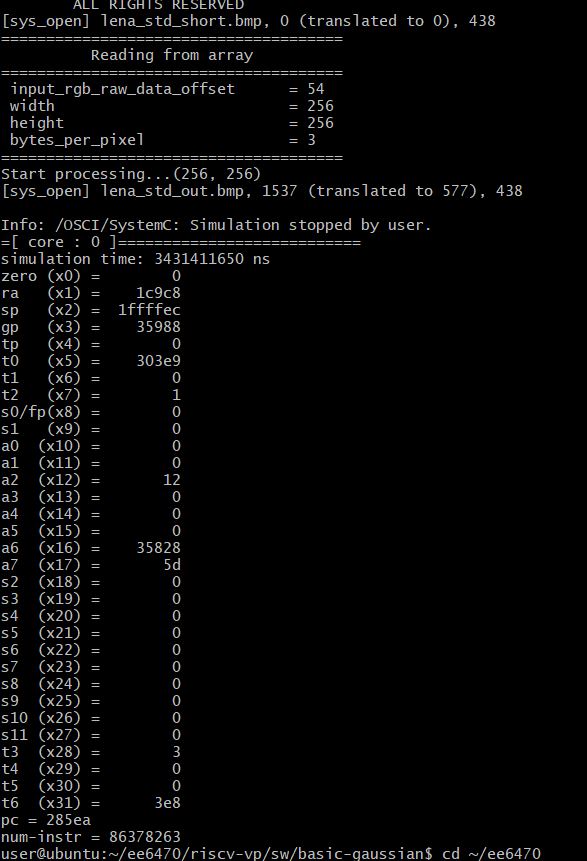 ALL RIGHTS RESERVED
[sys_open] lena_std_short.bmp, 0 (translated to 0), 438
======================================
Reading from array
======================================
input_rgb_raw_data_offset = 54
width = 256
height = 256
bytes_per_pixel = 3
======================================
Start processing...(256, 256)
[sys_open] lena_std_out.bmp, 1537 (translated to 577), 438
Info: /OSCI/SystemC: Simulation stopped by user.
=[ core : 0 ]===========================
simulation time: 3431411650 ns
zero (x0) = 0
ra (x1) = 1c9c8
sp (x2) = 1ffffec
gp (x3) = 35988
tp (x4) = 0
t0 (x5) = 303e9
t1 (x6) = 0
t2 (x7) = 1
s0/fp(x8) = 0
s1 (x9) = 0
a0 (x10) = 0
a1 (x11) = 0
a2 (x12) = 12
a3 (x13) = 0
a4 (x14) = 0
a5 (x15) = 0
a6 (x16) = 35828
a7 (x17) = 5d
s2 (x18) = 0
s3 (x19) = 0
s4 (x20) = 0
s5 (x21) = 0
s6 (x22) = 0
s7 (x23) = 0
s8 (x24) = 0
s9 (x25) = 0
s10 (x26) = 0
s11 (x27) = 0
t3 (x28) = 3
t4 (x29) = 0
t5 (x30) = 0
t6 (x31) = 3e8
pc = 285ea
num-instr = 86378263
user@ubuntu:~/ee6470/riscv-vp/sw/basic-gaussian$ cd ~/ee6470